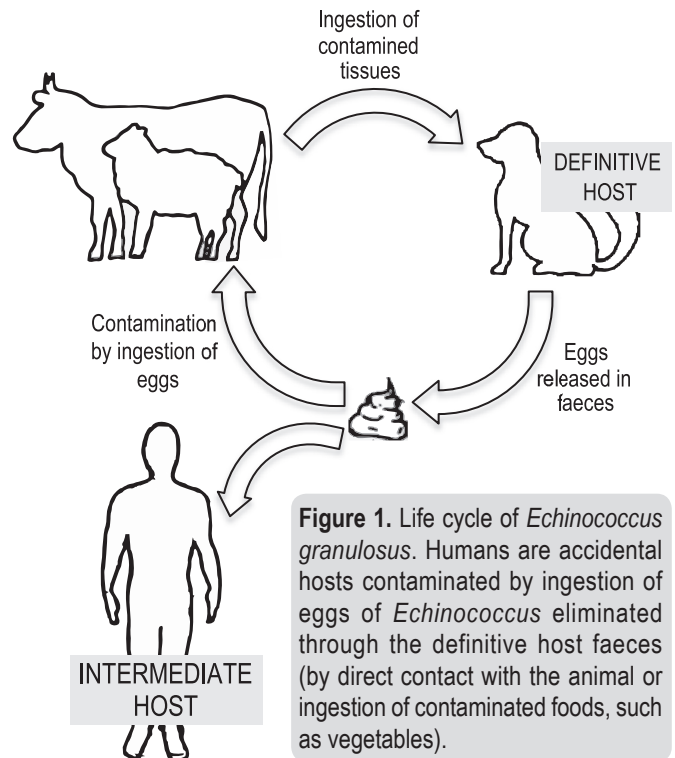 Ingestion of
contamined
tissues
DEFINITIVE
HOST
Contamination
by ingestion of
eggs
Eggs
released in
faeces
INTERMEDIATE
HOST
Figure 1. Life cycle of Echinococcus
granulosus. Humans are accidental
hosts contaminated by ingestion of
eggs of Echinococcus eliminated
through the definitive host faeces
(by direct contact with the animal or
ingestion of contaminated foods, such
as vegetables).